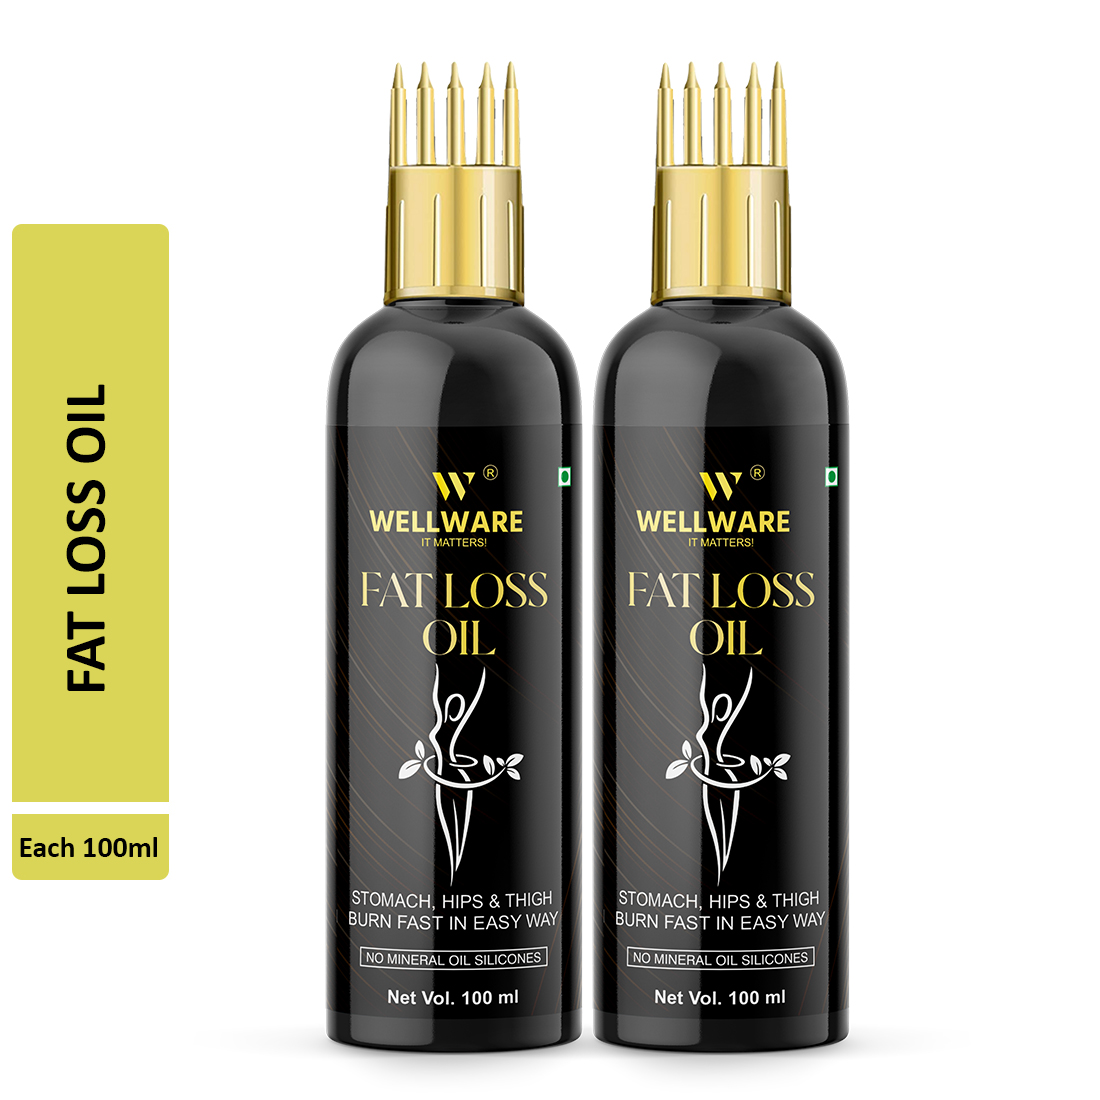 FAT LOSS OIL
Each 100ml
W ®
WELLWARE
IT MATTERS!
FAT LOSS
OIL
STOMACH, HIPS & THIGH
BURN FAST IN EASY WAY
NO MINERAL OIL SILICONES
Net Vol. 100 ml
W ®
WELLWARE
IT MATTERS!
FAT LOSS
OIL
STOMACH, HIPS & THIGH
BURN FAST IN EASY WAY
NO MINERAL OIL SILICONES
Net Vol. 100 ml